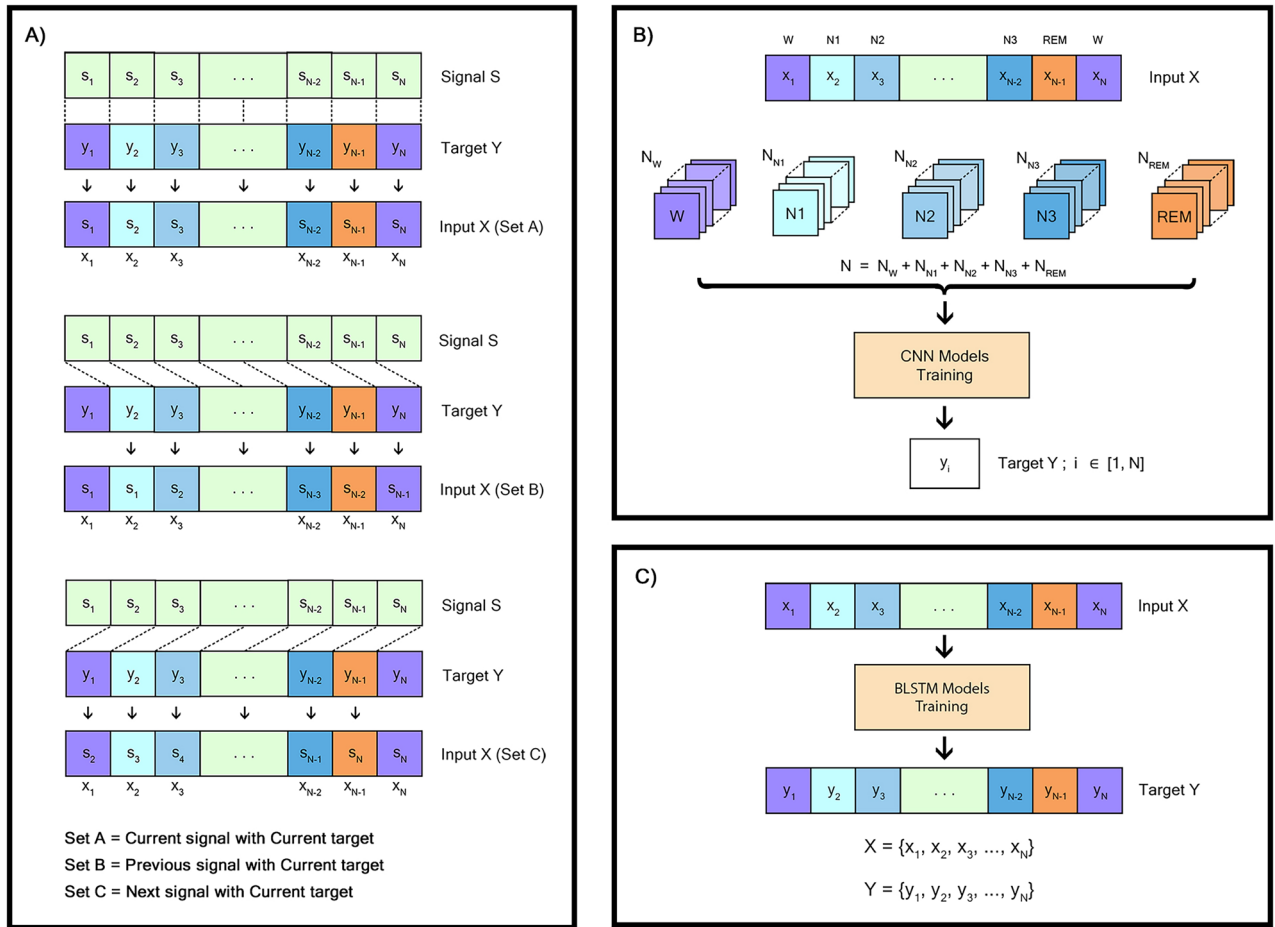 A)
s1 s2 s3 ... sN-2 sN-1 sN Signal S
y1 y2 y3 ... yN-2 yN-1 yN Target Y
s1 s2 s3 ... sN-2 sN-1 sN Input X (Set A)
x1 x2 x3 xN-2 xN-1 xN
s1 s2 s3 ... sN-2 sN-1 sN Signal S
y1 y2 y3 ... yN-2 yN-1 yN Target Y
s1 s1 s2 ... sN-3 sN-2 sN-1 Input X (Set B)
x1 x2 x3 xN-2 xN-1 xN
s1 s2 s3 ... sN-2 sN-1 sN Signal S
y1 y2 y3 ... yN-2 yN-1 yN Target Y
s2 s3 s4 ... sN-1 sN sN Input X (Set C)
x1 x2 x3 xN-2 xN-1 xN
Set A = Current signal with Current target
Set B = Previous signal with Current target
Set C = Next signal with Current target
B)
W N1 N2 N3 REM W
x1 x2 x3 ... xN-2 xN-1 xN Input X
NW NN1 NN2 NN3 NREM
W N1 N2 N3 REM
N = NW + NN1 + NN2 + NN3 + NREM
CNN Models
Training
yi Target Y ; i ∈ [1, N]
C)
x1 x2 x3 ... xN-2 xN-1 xN Input X
BLSTM Models
Training
y1 y2 y3 ... yN-2 yN-1 yN Target Y
X = {x1, x2, x3, ..., xN}
Y = {y1, y2, y3, ..., yN}